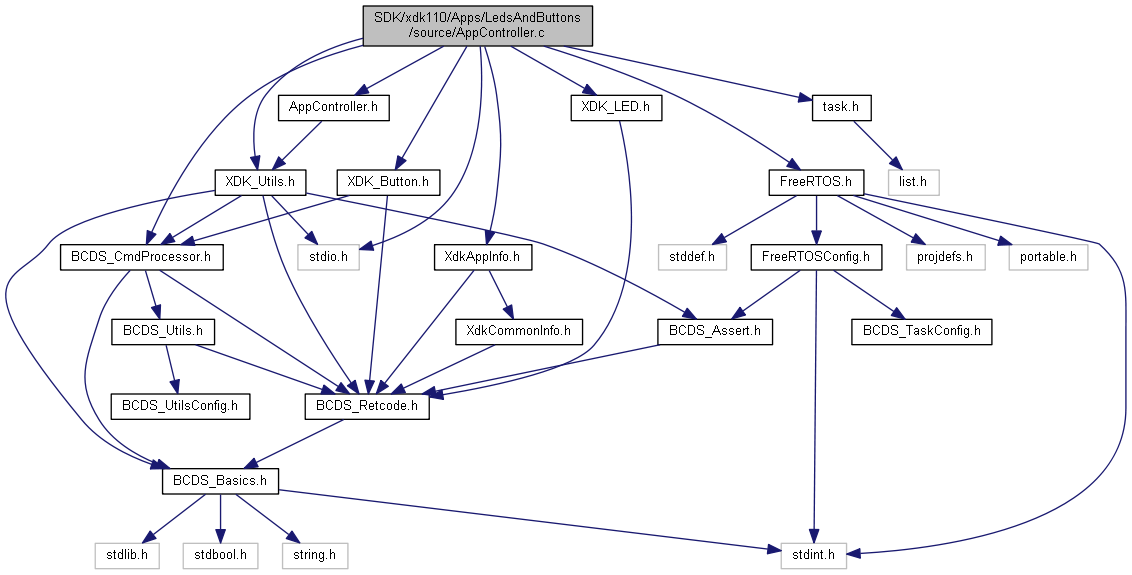 SDK/xdk110/Apps/LedsAndButtons
/source/AppController.c
AppController.h
XDK_LED.h
task.h
XDK_Utils.h
XDK_Button.h
FreeRTOS.h
list.h
BCDS_CmdProcessor.h
stdio.h
XdkAppInfo.h
stddef.h
FreeRTOSConfig.h
projdefs.h
portable.h
BCDS_Utils.h
XdkCommonInfo.h
BCDS_Assert.h
BCDS_TaskConfig.h
BCDS_UtilsConfig.h
BCDS_Retcode.h
BCDS_Basics.h
stdlib.h
stdbool.h
string.h
stdint.h